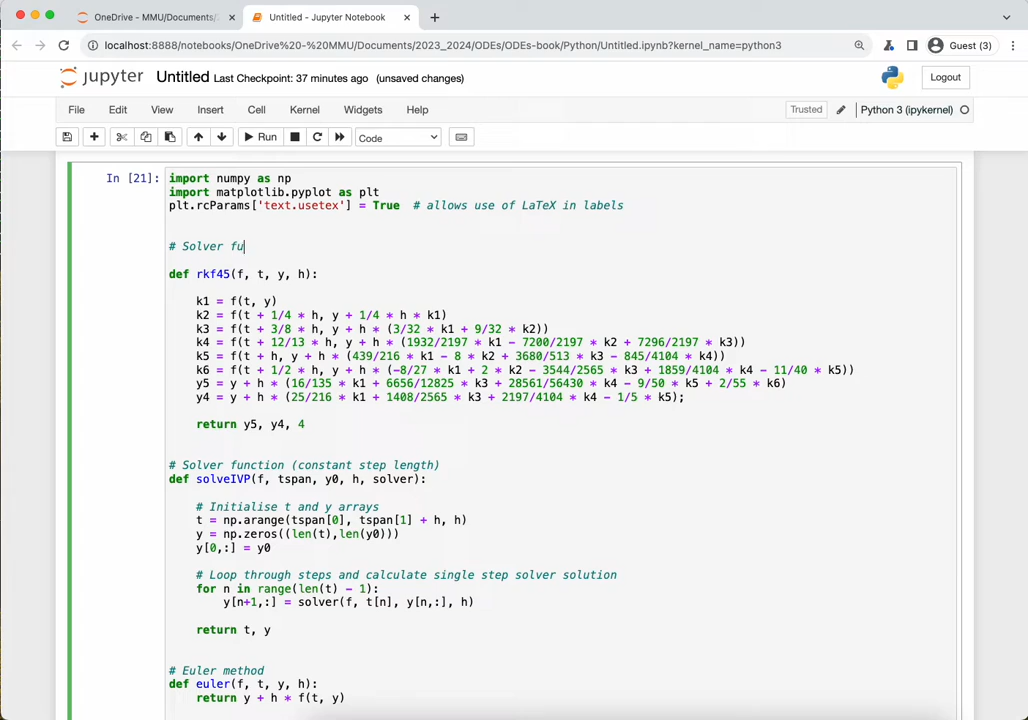 OneDrive - MMU/Documents/2
Untitled - Jupyter Notebook
localhost:8888/notebooks/OneDrive%20-%20MMU/Documents/2023_2024/ODEs/ODEs-book/Python/Untitled.ipynb?kernel_name=python3
Guest (3)
jupyter Untitled Last Checkpoint: 37 minutes ago (unsaved changes)
Logout
File Edit View Insert Cell Kernel Widgets Help
Trusted
Python 3 (ipykernel)
Run
Code
In [21]:
import numpy as np
import matplotlib.pyplot as plt
plt.rcParams['text.usetex'] = True  # allows use of LaTeX in labels
# Solver fu
def rkf45(f, t, y, h):
k1 = f(t, y)
k2 = f(t + 1/4 * h, y + 1/4 * h * k1)
k3 = f(t + 3/8 * h, y + h * (3/32 * k1 + 9/32 * k2))
k4 = f(t + 12/13 * h, y + h * (1932/2197 * k1 - 7200/2197 * k2 + 7296/2197 * k3))
k5 = f(t + h, y + h * (439/216 * k1 - 8 * k2 + 3680/513 * k3 - 845/4104 * k4))
k6 = f(t + 1/2 * h, y + h * (-8/27 * k1 + 2 * k2 - 3544/2565 * k3 + 1859/4104 * k4 - 11/40 * k5))
y5 = y + h * (16/135 * k1 + 6656/12825 * k3 + 28561/56430 * k4 - 9/50 * k5 + 2/55 * k6)
y4 = y + h * (25/216 * k1 + 1408/2565 * k3 + 2197/4104 * k4 - 1/5 * k5);
return y5, y4, 4
# Solver function (constant step length)
def solveIVP(f, tspan, y0, h, solver):
# Initialise t and y arrays
t = np.arange(tspan[0], tspan[1] + h, h)
y = np.zeros((len(t),len(y0)))
y[0,:] = y0
# Loop through steps and calculate single step solver solution
for n in range(len(t) - 1):
y[n+1,:] = solver(f, t[n], y[n,:], h)
return t, y
# Euler method
def euler(f, t, y, h):
return y + h * f(t, y)